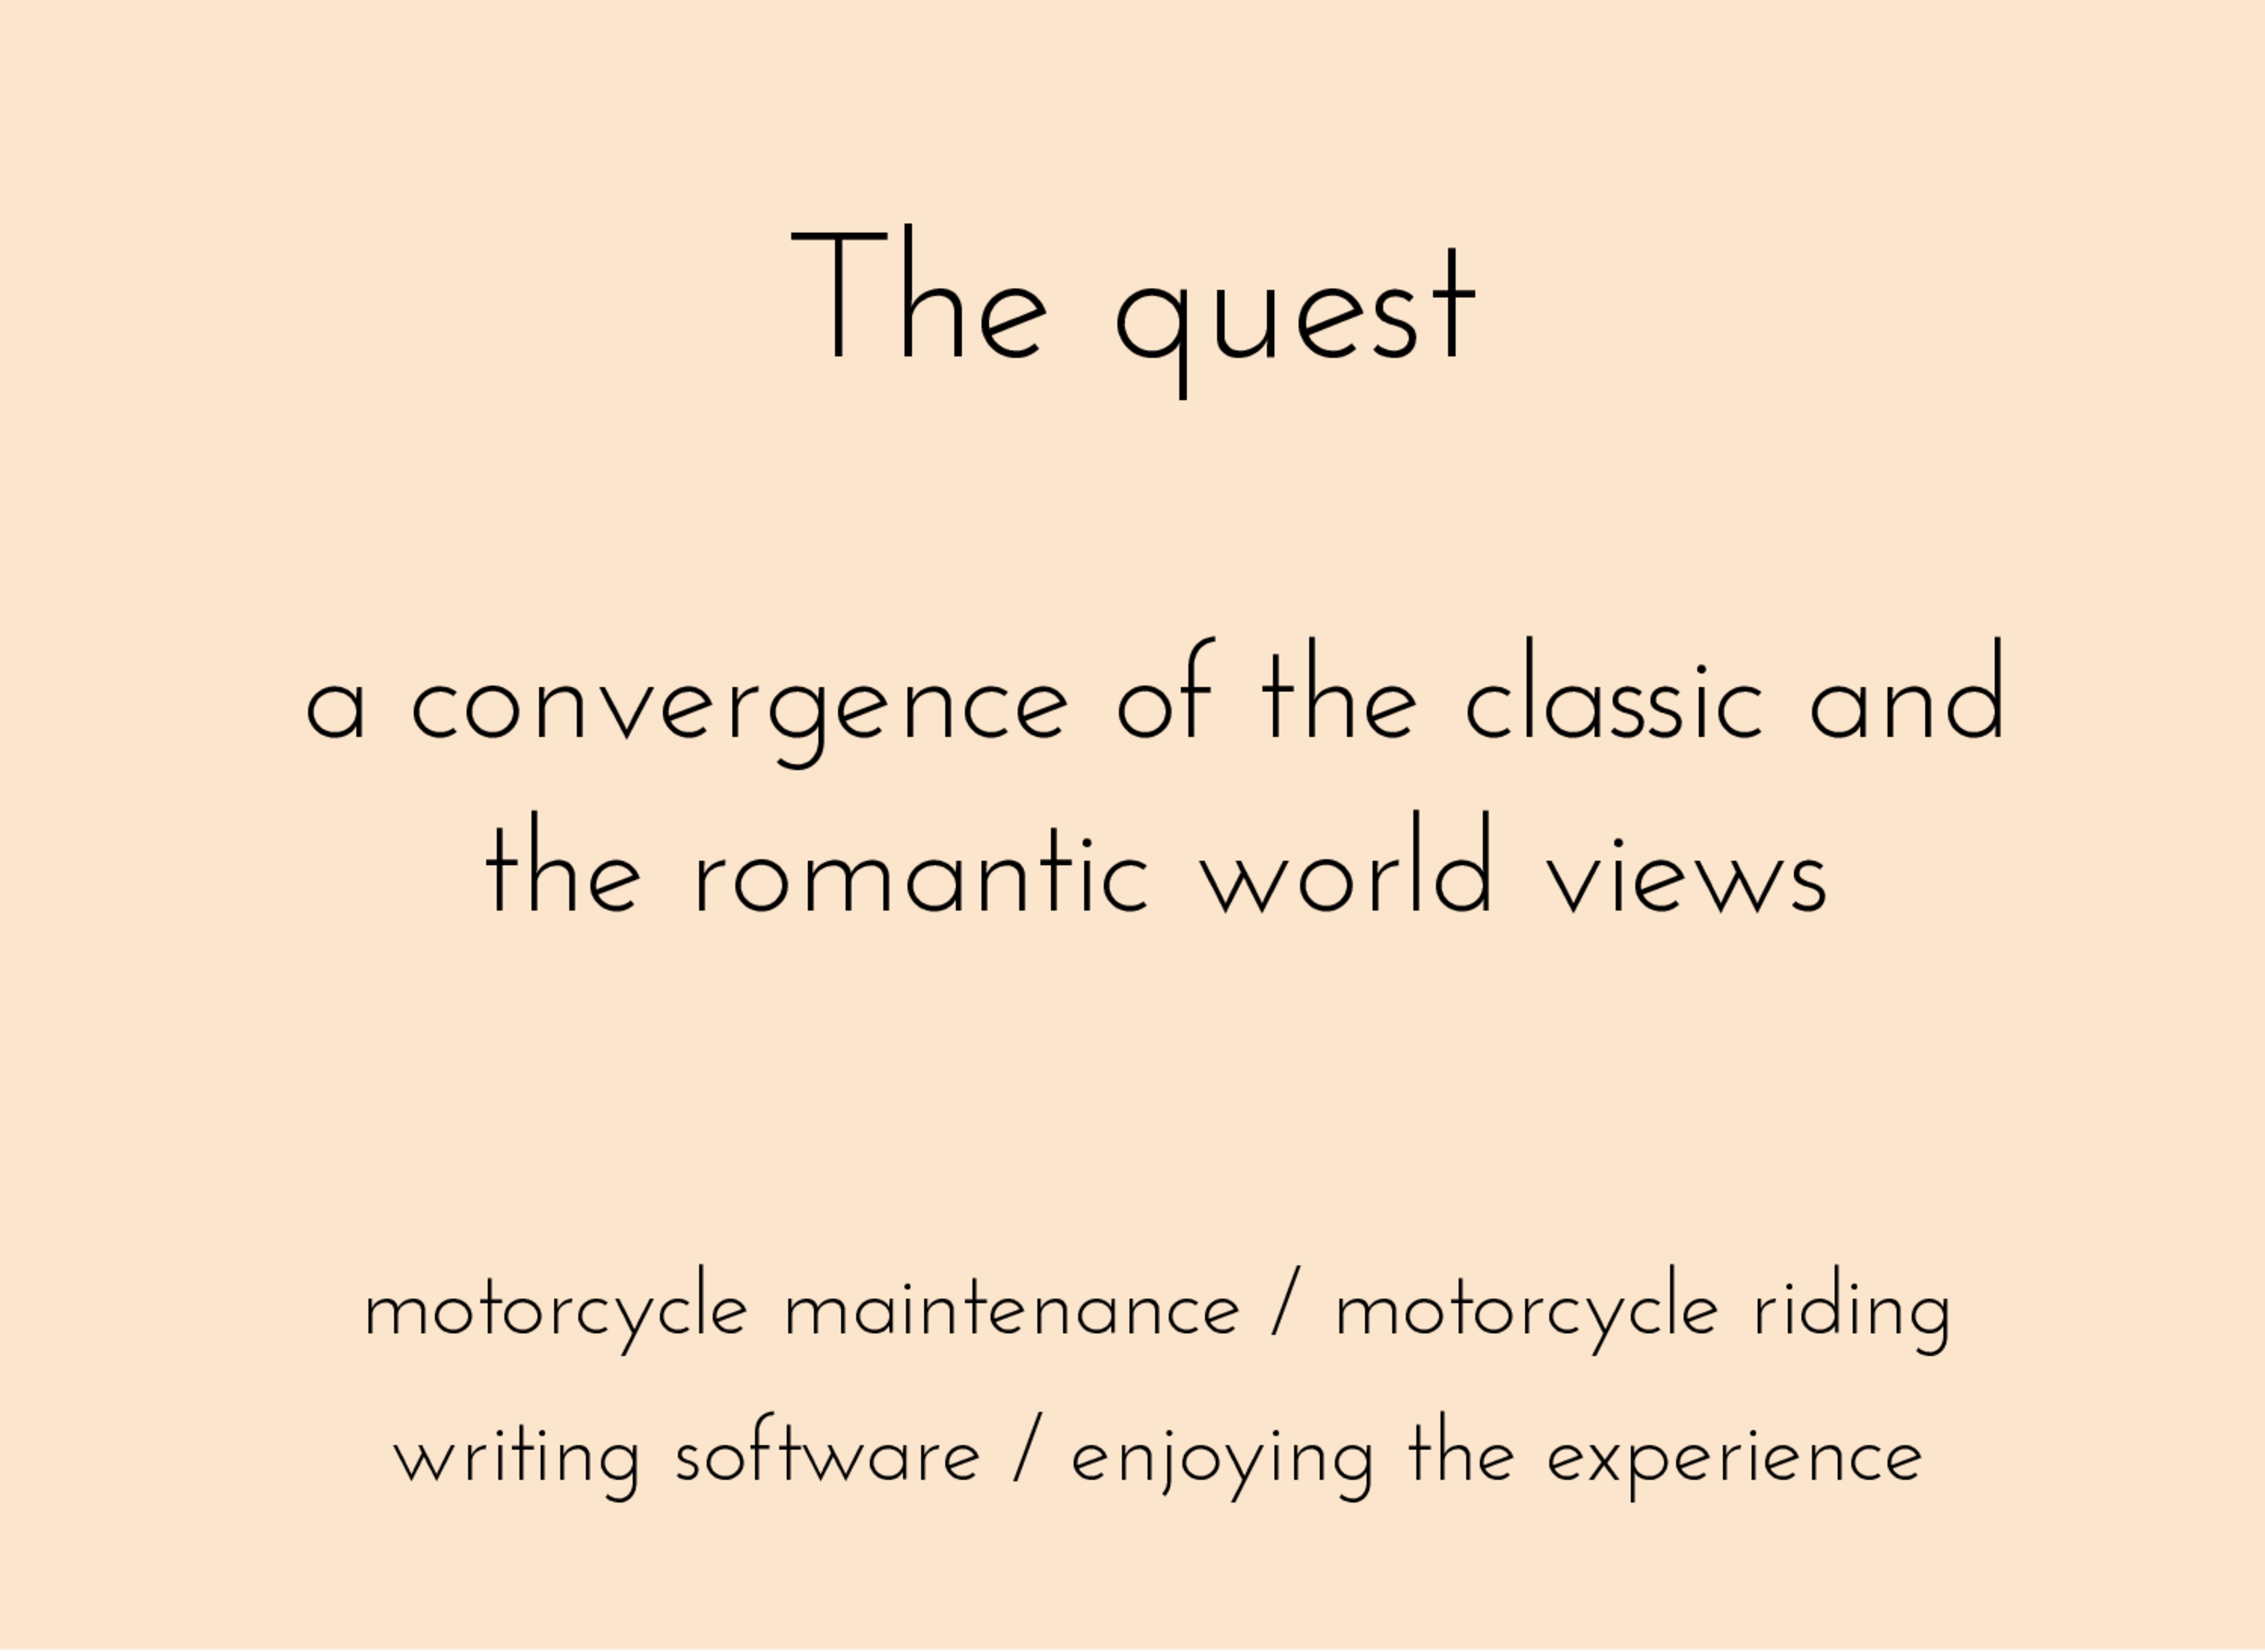 The quest
a convergence of the classic and
the romantic world views
motorcycle maintenance / motorcycle riding
writing software / enjoying the experience